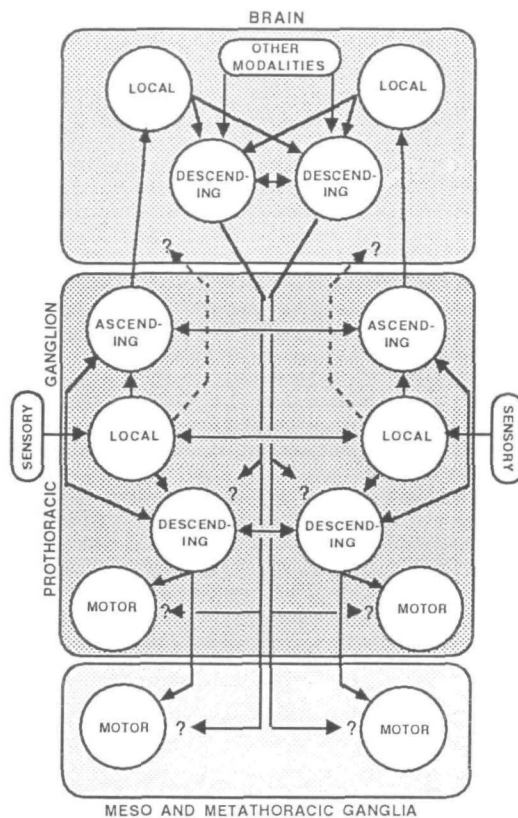 BRAIN
OTHER
MODALITIES
LOCAL
LOCAL
DESCEND-
ING
DESCEND-
ING
?
?
GANGLION
PROTHORACIC
ASCEND-
ING
ASCEND-
ING
SENSORY
SENSORY
LOCAL
LOCAL
?
?
DESCEND-
ING
DESCEND-
ING
MOTOR
?
?
MOTOR
MOTOR
?
?
MOTOR
MESO AND METATHORACIC GANGLIA